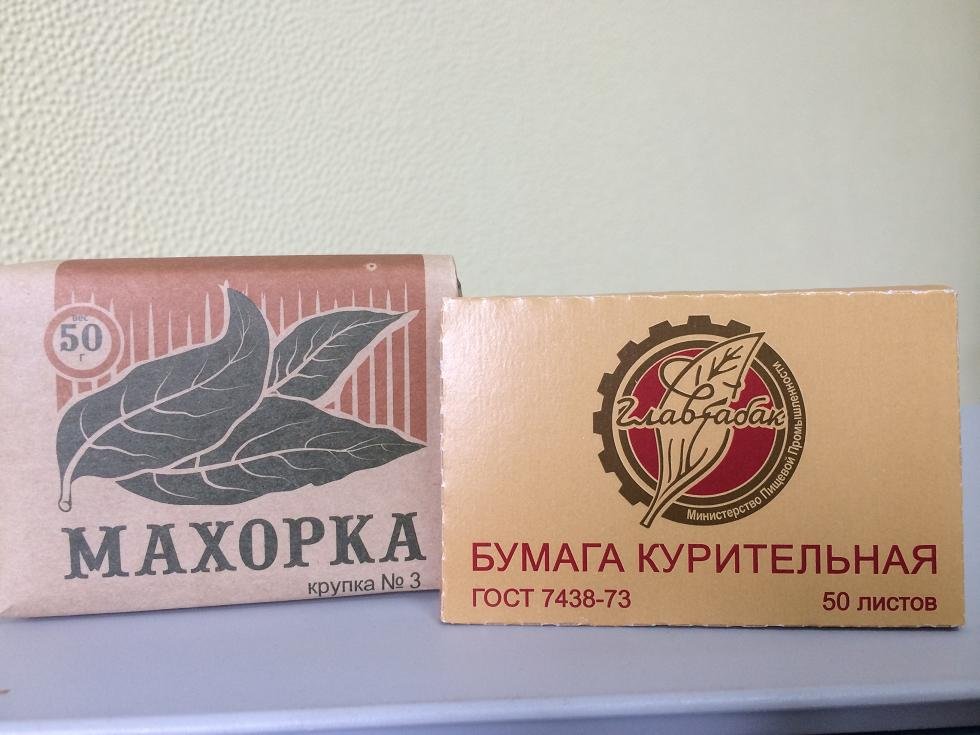 вес
50
г
МАХОРКА
крупка № 3
Главтабак
Министерство Пищевой Промышленности
БУМАГА КУРИТЕЛЬНАЯ
ГОСТ 7438-73
50 листов